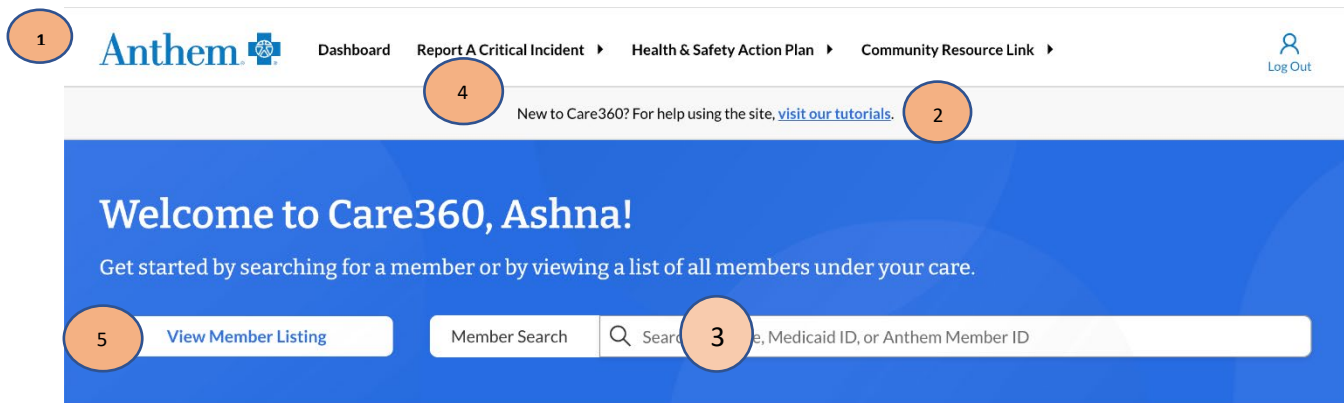 1
Anthem
Dashboard Report A Critical Incident Health & Safety Action Plan Community Resource Link
Log Out
4
New to Care360? For help using the site, visit our tutorials.
2
Welcome to Care360, Ashna!
Get started by searching for a member or by viewing a list of all members under your care.
5
View Member Listing
Member Search
3
Medicaid ID, or Anthem Member ID